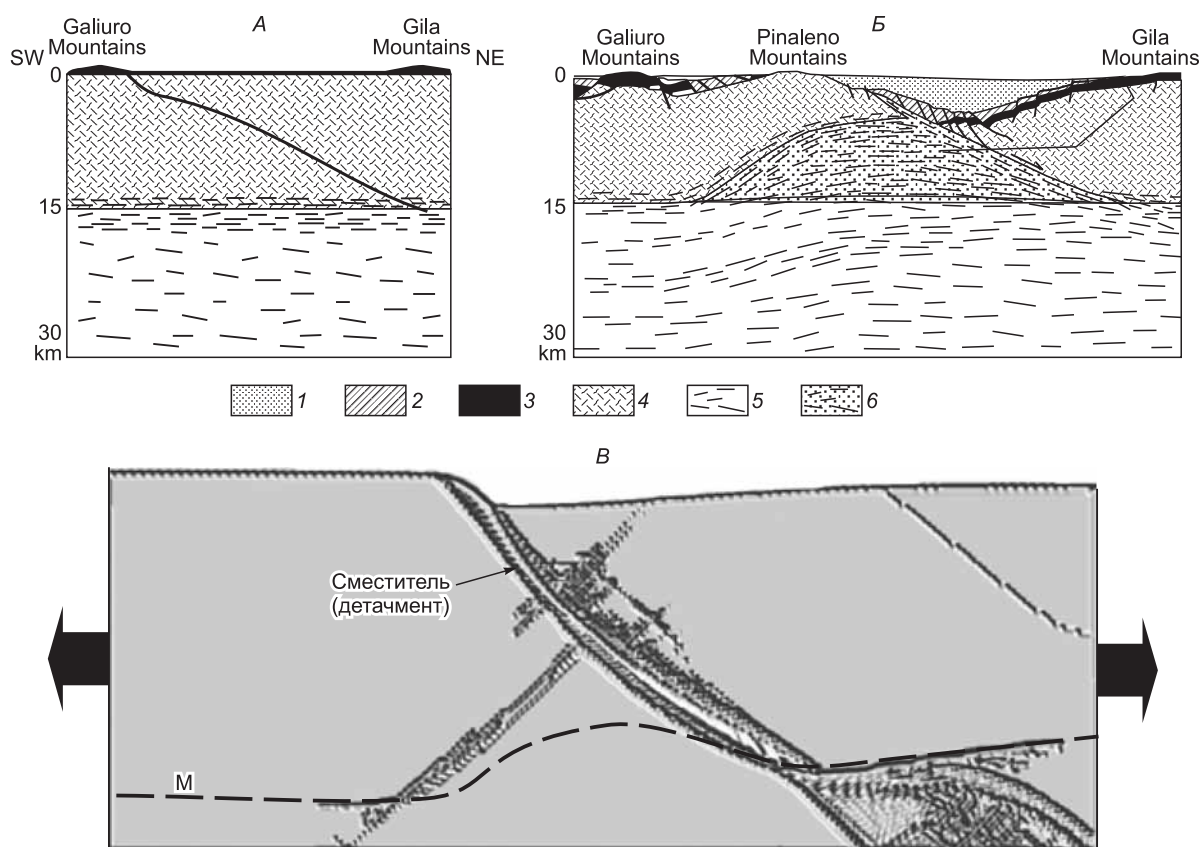 А
Galiuro
Mountains
Gila
Mountains
SW
NE
0
15
30
km
Б
Galiuro
Mountains
Pinaleno
Mountains
Gila
Mountains
0
15
30
km
1
2
3
4
5
6
В
Сместитель
(детачмент)
М